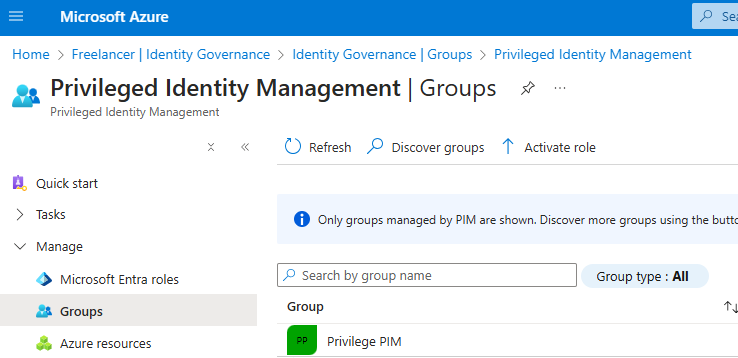 Microsoft Azure
Home > Freelancer | Identity Governance > Identity Governance | Groups > Privileged Identity Management
Privileged Identity Management | Groups
Privileged Identity Management
Refresh Discover groups Activate role
Quick start
Tasks
Only groups managed by PIM are shown. Discover more groups using the
Manage
Search by group name Group type : All
Microsoft Entra roles
Group
Groups
PP Privilege PIM
Azure resources